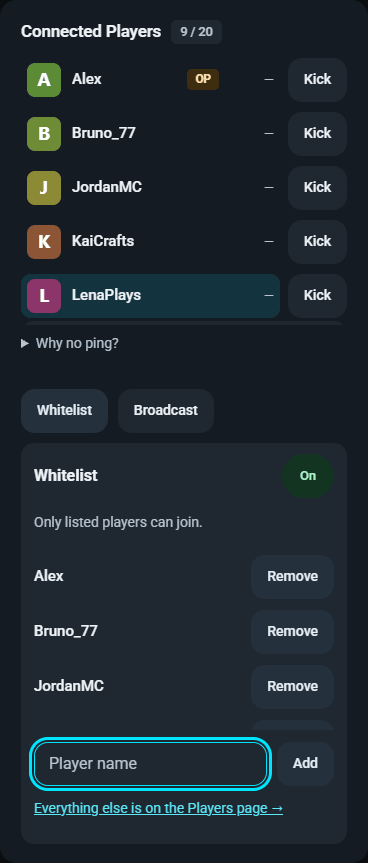 Connected Players 9 / 20
A Alex OP — Kick
B Bruno_77 — Kick
J JordanMC — Kick
K KaiCrafts — Kick
L LenaPlays — Kick
▶ Why no ping?
Whitelist Broadcast
Whitelist On
Only listed players can join.
Alex Remove
Bruno_77 Remove
JordanMC Remove
Player name Add
Everything else is on the Players page →